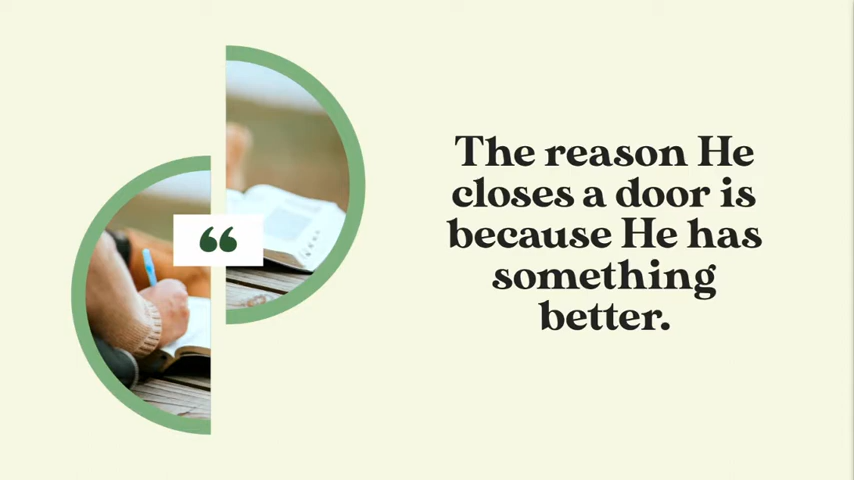 “
The reason He
closes a door is
because He has
something
better.